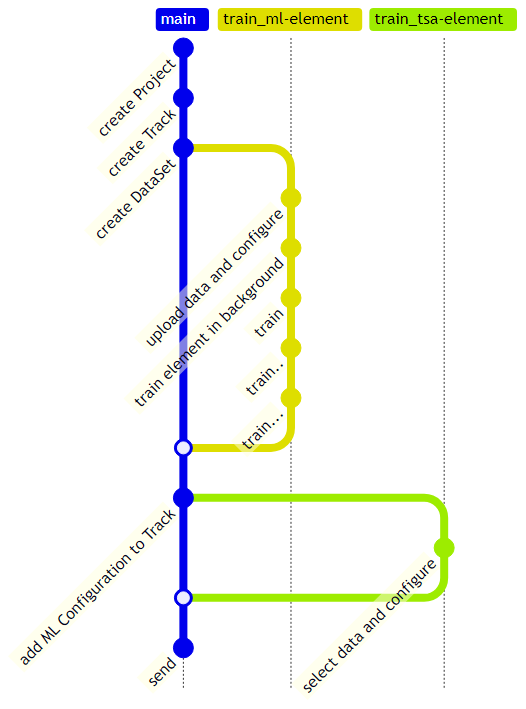 main
train_ml-element
train_tsa-element
create Project
create Track
create DataSet
upload data and configure
train element in background
train
train..
train...
add ML Configuration to Track
select data and configure
send